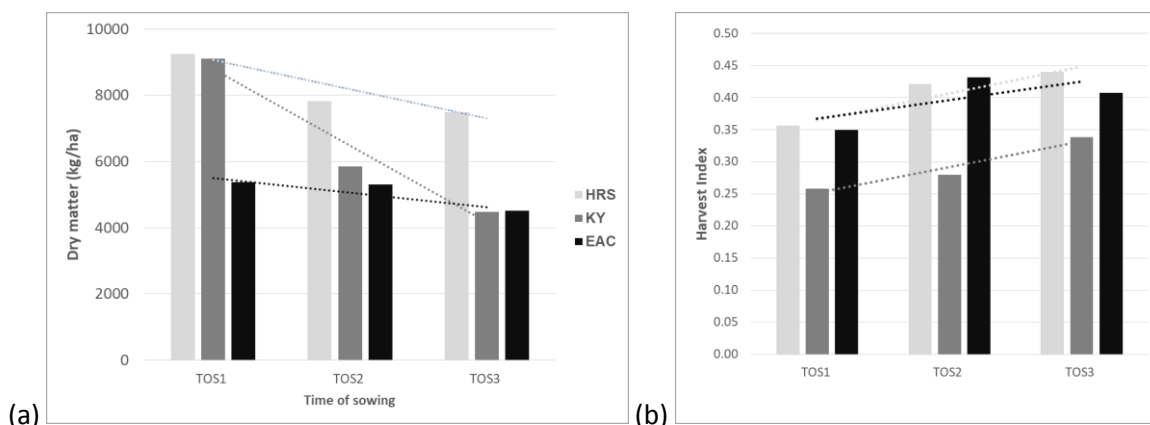 10000
8000
6000
4000
2000
0
Dry matter (kg/ha)
TOS1 TOS2 TOS3
Time of sowing
HRS
KY
EAC
(a)
0.50
0.45
0.40
0.35
0.30
0.25
0.20
0.15
0.10
0.05
0.00
Harvest Index
TOS1 TOS2 TOS3
(b)